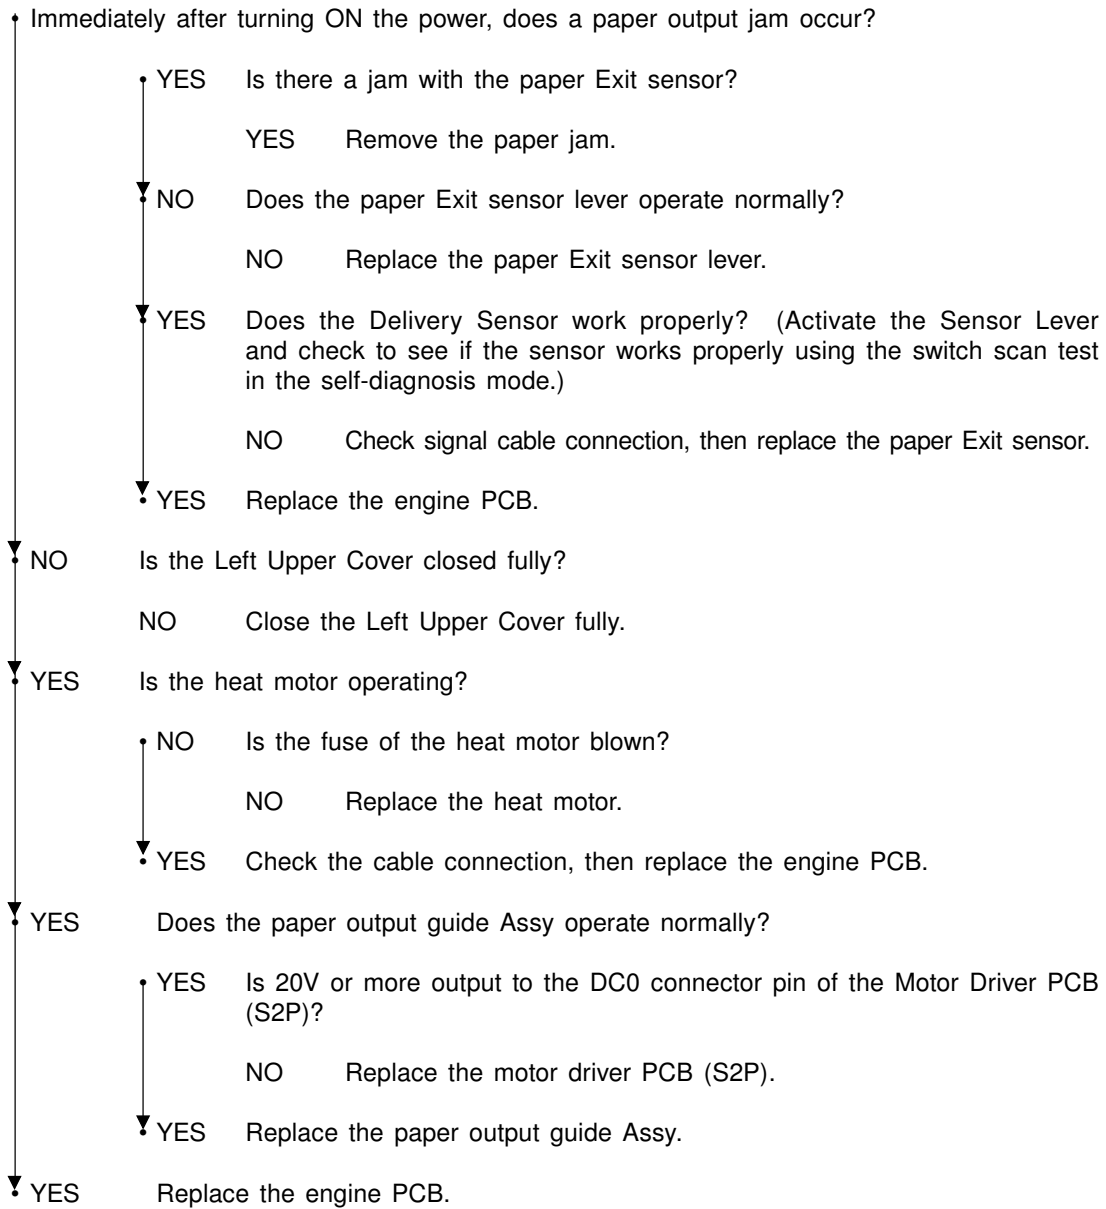 Immediately after turning ON the power, does a paper output jam occur?
YES Is there a jam with the paper Exit sensor?
YES Remove the paper jam.
NO Does the paper Exit sensor lever operate normally?
NO Replace the paper Exit sensor lever.
YES Does the Delivery Sensor work properly? (Activate the Sensor Lever
and check to see if the sensor works properly using the switch scan test
in the self-diagnosis mode.)
NO Check signal cable connection, then replace the paper Exit sensor.
YES Replace the engine PCB.
NO Is the Left Upper Cover closed fully?
NO Close the Left Upper Cover fully.
YES Is the heat motor operating?
NO Is the fuse of the heat motor blown?
NO Replace the heat motor.
YES Check the cable connection, then replace the engine PCB.
YES Does the paper output guide Assy operate normally?
YES Is 20V or more output to the DC0 connector pin of the Motor Driver PCB
(S2P)?
NO Replace the motor driver PCB (S2P).
YES Replace the paper output guide Assy.
YES Replace the engine PCB.